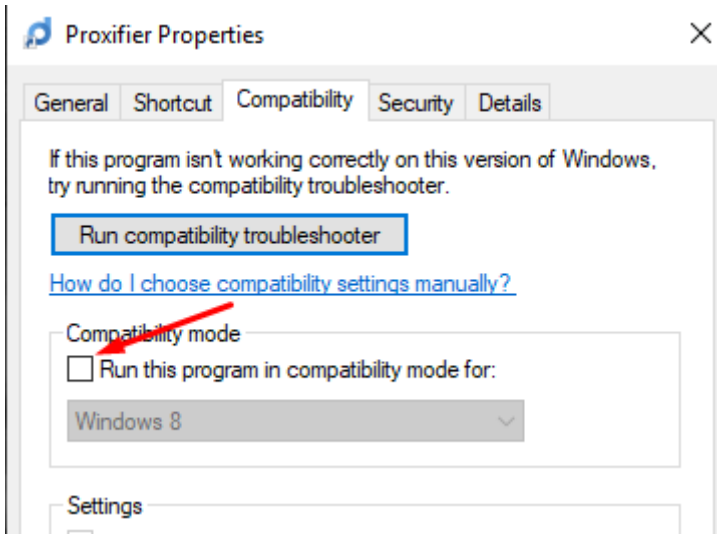 Proxifier Properties
General Shortcut Compatibility Security Details
If this program isn't working correctly on this version of Windows,
try running the compatibility troubleshooter.
Run compatibility troubleshooter
How do I choose compatibility settings manually?
Compatibility mode
Run this program in compatibility mode for:
Windows 8
Settings